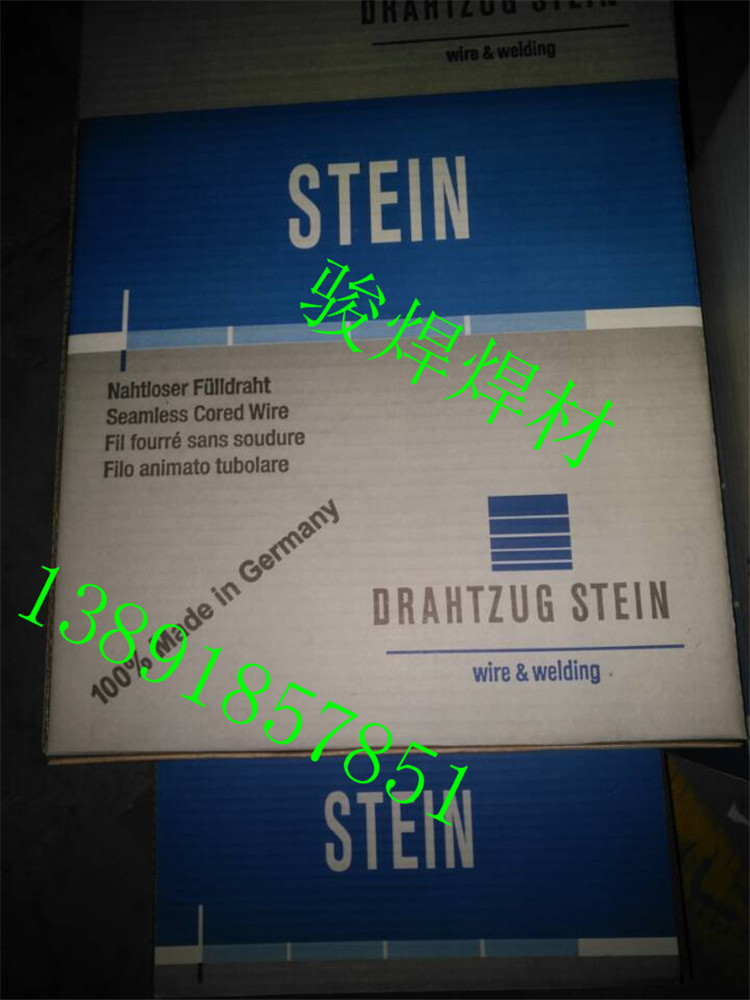 DRAHTZUG STEIN
wire & welding
STEIN
骏焊焊材
Nahtloser Fülldraht
Seamless Cored Wire
Fil fourré sans soudure
Filo animato tubolare
100% Made in Germany
13891857851
DRAHTZUG STEIN
wire & welding
STEIN